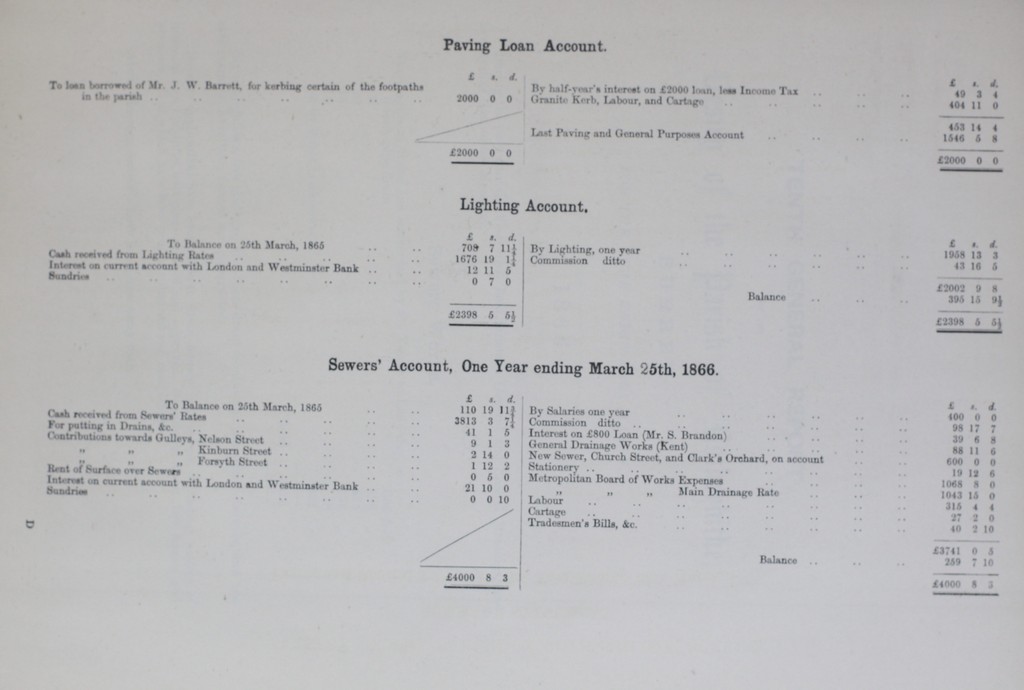 Paving Loan Account.
£ s. d.
To loan borrowed of Mr. J. W. Barrett, for kerbing certain of the footpaths
in the parish .. .. .. .. .. .. .. 2000 0 0
£2000 0 0
£ s. d.
By half-year's interest on £2000 loan, less Income Tax .. .. .. 49 3 4
Granite Kerb, Labour, and Cartage .. .. .. .. 404 11 0
453 14 4
Last Paving and General Purposes Account .. .. .. 1546 5 8
£2000 0 0
Lighting Account.
£ s. d.
To Balance on 25th March, 1865 .. .. 708 7 11¼
Cash received from Lighting Rates .. .. .. .. .. 1676 19 1¼
Interest on current account with London and Westminster Bank .. .. 12 11 5
Sundries .. .. .. .. .. .. .. 0 7 0
£2398 5 5½
£ s. d.
By Lighting, one year .. .. .. .. .. 1958 13 3
Commission ditto .. .. .. .. .. 43 16 5
£2002 9 8
Balance .. .. .. 395 15 9½
£2398 5 5½
Sewers' Account, One Year ending March 25th, 1866.
£ s. d.
To Balance on 25th March, 1865 .. .. 110 19 11¾
Cash received from Sewers' Rates .. .. .. .. .. 3813 3 7¼
For putting in Drains, &c. .. .. .. .. .. 41 1 5
Contributions towards Gulleys, Nelson Street .. .. .. .. 9 1 3
„ „ „ Kinburn Street .. .. .. .. 2 14 0
„ „ „ Forsyth Street .. .. .. .. 1 12 2
Rent of Surface over Sewers .. .. .. .. .. 0 5 0
Interest on current account with London and Westminster Bank .. .. 21 10 0
Sundries .. .. .. .. .. .. .. 0 0 10
£4000 8 3
£ s. d.
By Salaries one year .. .. .. .. .. 400 0 0
Commission ditto .. .. .. .. .. .. 98 17 7
Interest on £800 Loan (Mr. S. Brandon) .. .. .. .. 39 6 8
General Drainage Works (Kent) .. .. .. .. 88 11 6
New Sewer, Church Street, and Clark's Orchard, on account .. .. 600 0 0
Stationery .. .. .. .. .. .. .. 19 12 6
Metropolitan Board of Works Expenses .. .. .. 1068 8 0
„ „ „ Main Drainage Rate .. .. 1043 15 0
Labour .. .. .. .. .. .. .. 315 4 4
Cartage .. .. .. .. .. .. .. 27 2 0
Tradesmen's Bills, &c. .. .. .. .. .. 40 2 10
£3741 0 5
Balance .. .. .. 259 7 10
£4000 8 3
D